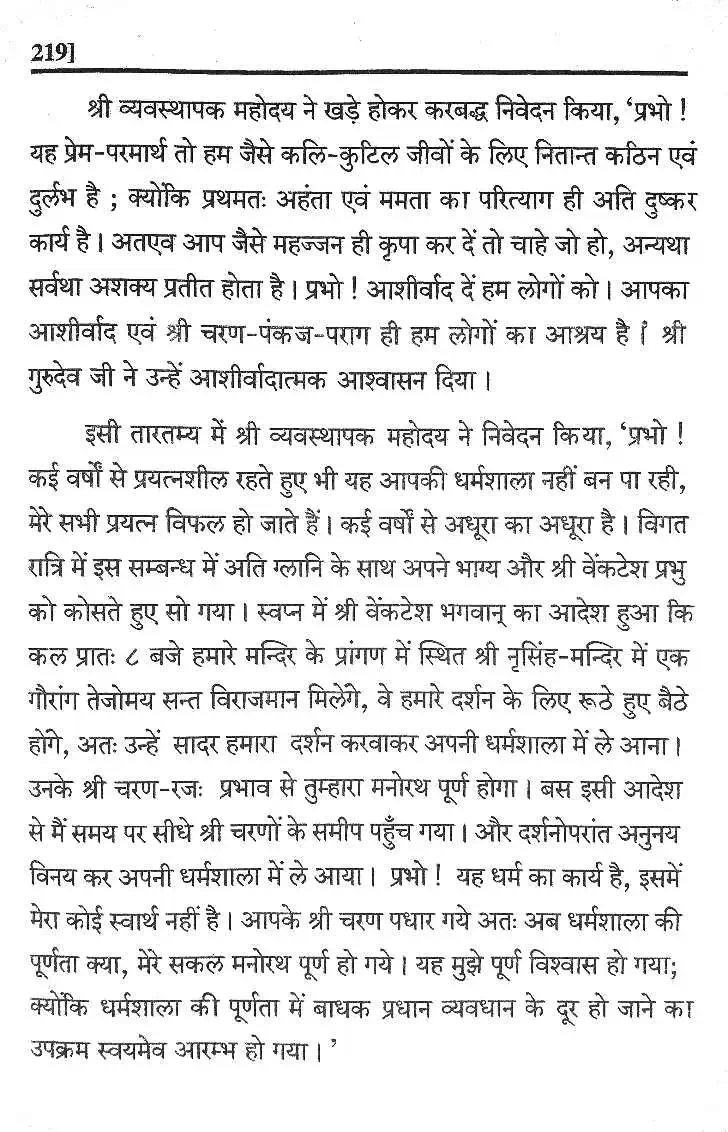 219]
श्री व्यवस्थापक महोदय ने खड़े होकर करबद्ध निवेदन किया, ‘प्रभो !
यह प्रेम-परमार्थ तो हम जैसे कलि-कुटिल जीवों के लिए नितान्त कठिन एवं
दुर्लभ है ; क्योंकि प्रथमतः अहंता एवं ममता का परित्याग ही अति दुष्कर
कार्य है। अतएव आप जैसे महज्जन ही कृपा कर दें तो चाहे जो हो, अन्यथा
सर्वथा अशक्य प्रतीत होता है। प्रभो ! आशीर्वाद दें हम लोगों को। आपका
आशीर्वाद एवं श्री चरण-पंकज-पराग ही हम लोगों का आश्रय है। श्री
गुरुदेव जी ने उन्हें आशीर्वादात्मक आश्वासन दिया।
इसी तारतम्य में श्री व्यवस्थापक महोदय ने निवेदन किया, ‘प्रभो !
कई वर्षों से प्रयत्नशील रहते हुए भी यह आपकी धर्मशाला नहीं बन पा रही,
मेरे सभी प्रयत्न विफल हो जाते हैं। कई वर्षों से अधूरा का अधूरा है। विगत
रात्रि में इस सम्बन्ध में अति ग्लानि के साथ अपने भाग्य और श्री वेंकटेश प्रभु
को कोसते हुए सो गया। स्वप्न में श्री वेंकटेश भगवान् का आदेश हुआ कि
कल प्रातः ८ बजे हमारे मन्दिर के प्रांगण में स्थित श्री नृसिंह-मन्दिर में एक
गौरांग तेजोमय सन्त विराजमान मिलेंगे, वे हमारे दर्शन के लिए रूठे हुए बैठे
होंगे, अतः उन्हें सादर हमारा दर्शन करवाकर अपनी धर्मशाला में ले आना।
उनके श्री चरण-रजः प्रभाव से तुम्हारा मनोरथ पूर्ण होगा। बस इसी आदेश
से मैं समय पर सीधे श्री चरणों के समीप पहुँच गया। और दर्शनोपरांत अनुनय
विनय कर अपनी धर्मशाला में ले आया। प्रभो ! यह धर्म का कार्य है, इसमें
मेरा कोई स्वार्थ नहीं है। आपके श्री चरण पधार गये अतः अब धर्मशाला की
पूर्णता क्या, मेरे सकल मनोरथ पूर्ण हो गये। यह मुझे पूर्ण विश्वास हो गया;
क्योंकि धर्मशाला की पूर्णता में बाधक प्रधान व्यवधान के दूर हो जाने का
उपक्रम स्वयमेव आरम्भ हो गया। ’